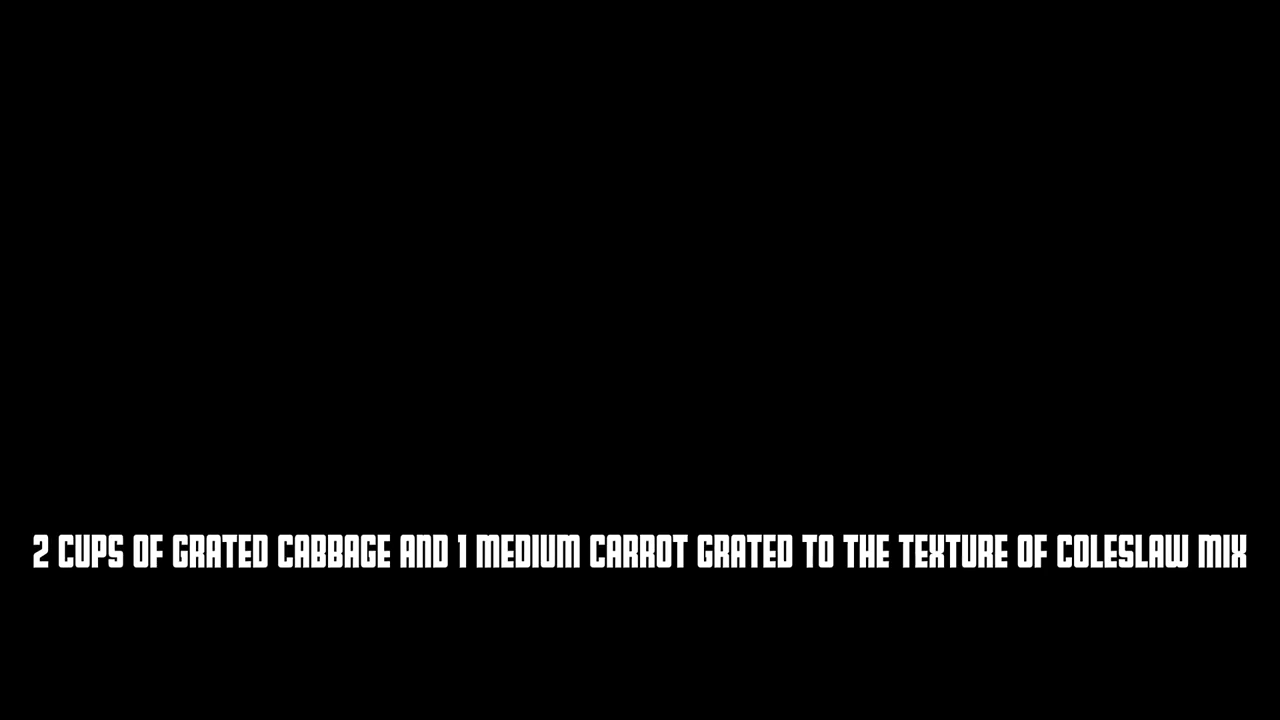 2 CUPS OF GRATED CABBAGE AND 1 MEDIUM CARROT GRATED TO THE TEXTURE OF COLESLAW MIX